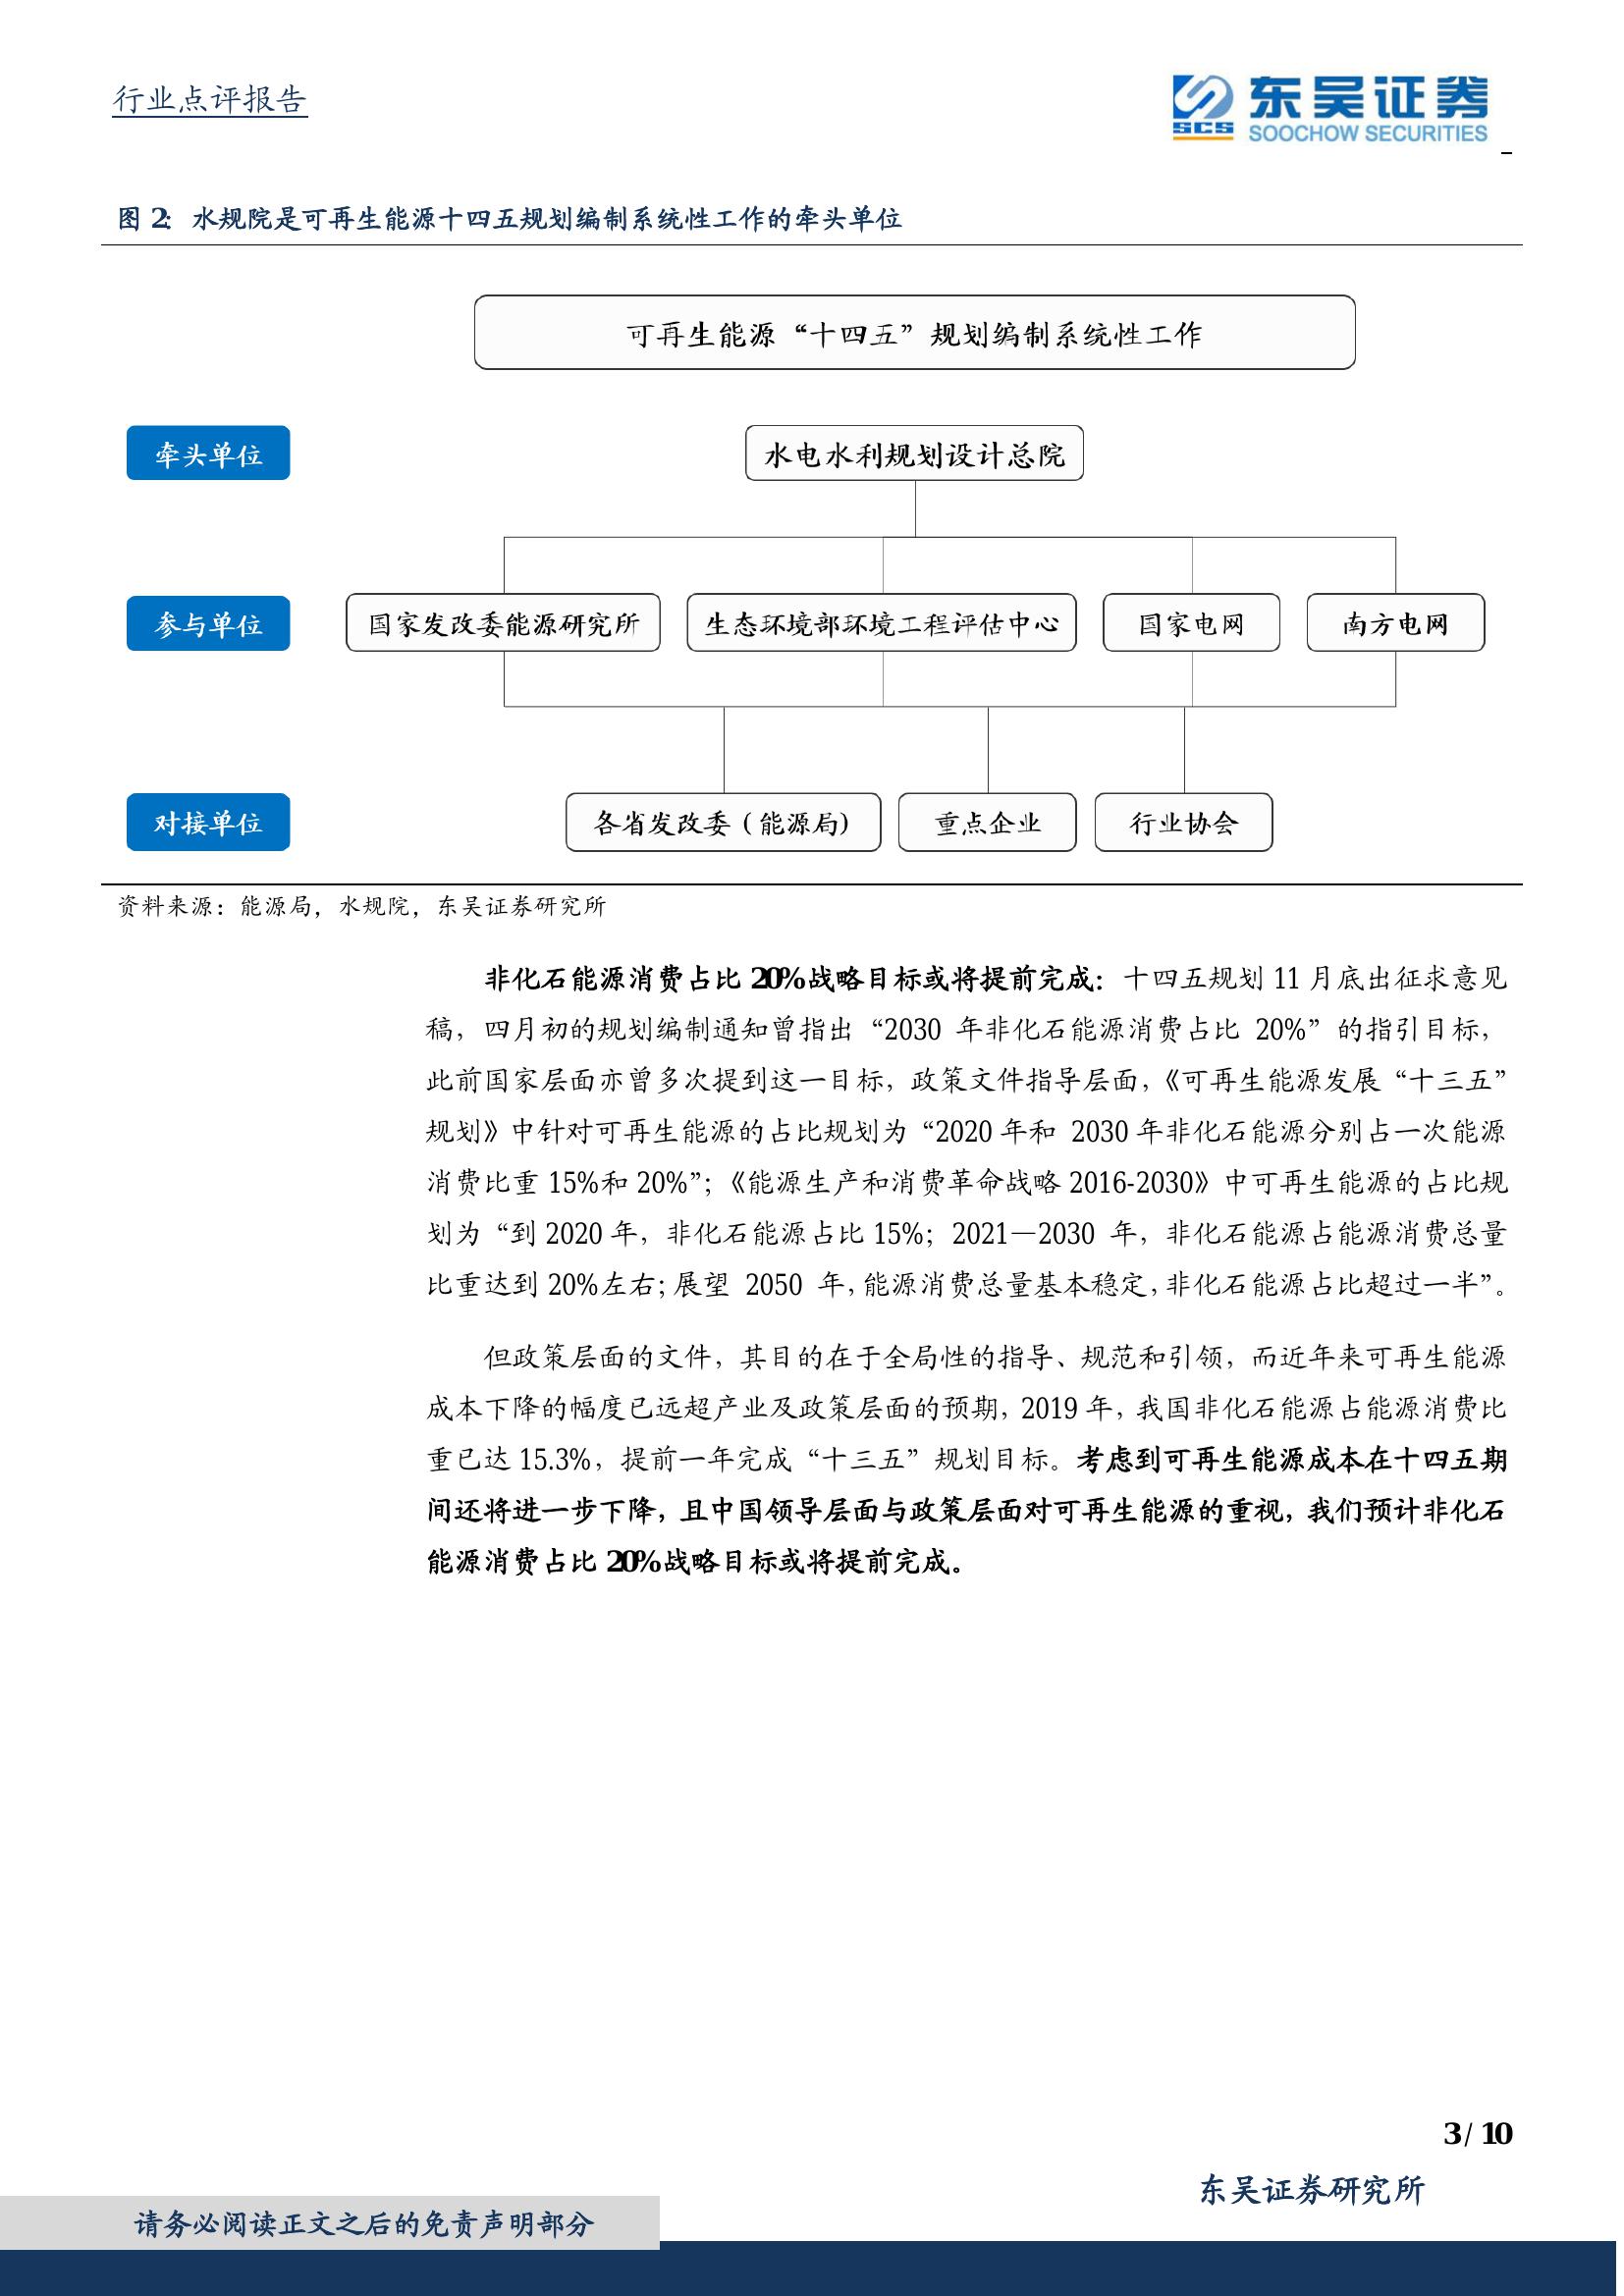 行业点评报告
SCS 东吴证券
SOOCHOW SECURITIES
图 2：水规院是可再生能源十四五规划编制系统性工作的牵头单位
可再生能源“十四五”规划编制系统性工作
牵头单位
水电水利规划设计总院
参与单位
国家发改委能源研究所
生态环境部环境工程评估中心
国家电网
南方电网
对接单位
各省发改委（能源局）
重点企业
行业协会
资料来源：能源局，水规院，东吴证券研究所
非化石能源消费占比 20%战略目标或将提前完成：十四五规划 11 月底出征求意见
稿，四月初的规划编制通知曾指出“2030 年非化石能源消费占比 20%”的指引目标，
此前国家层面亦曾多次提到这一目标，政策文件指导层面，《可再生能源发展“十三五”
规划》中针对可再生能源的占比规划为“2020 年和 2030 年非化石能源分别占一次能源
消费比重 15%和 20%”；《能源生产和消费革命战略 2016-2030》中可再生能源的占比规
划为“到 2020 年，非化石能源占比 15%；2021—2030 年，非化石能源占能源消费总量
比重达到 20%左右；展望 2050 年，能源消费总量基本稳定，非化石能源占比超过一半”。
但政策层面的文件，其目的在于全局性的指导、规范和引领，而近年来可再生能源
成本下降的幅度已远超产业及政策层面的预期，2019 年，我国非化石能源占能源消费比
重已达 15.3%，提前一年完成“十三五”规划目标。考虑到可再生能源成本在十四五期
间还将进一步下降，且中国领导层面与政策层面对可再生能源的重视，我们预计非化石
能源消费占比 20%战略目标或将提前完成。
3 / 10
东吴证券研究所
请务必阅读正文之后的免责声明部分